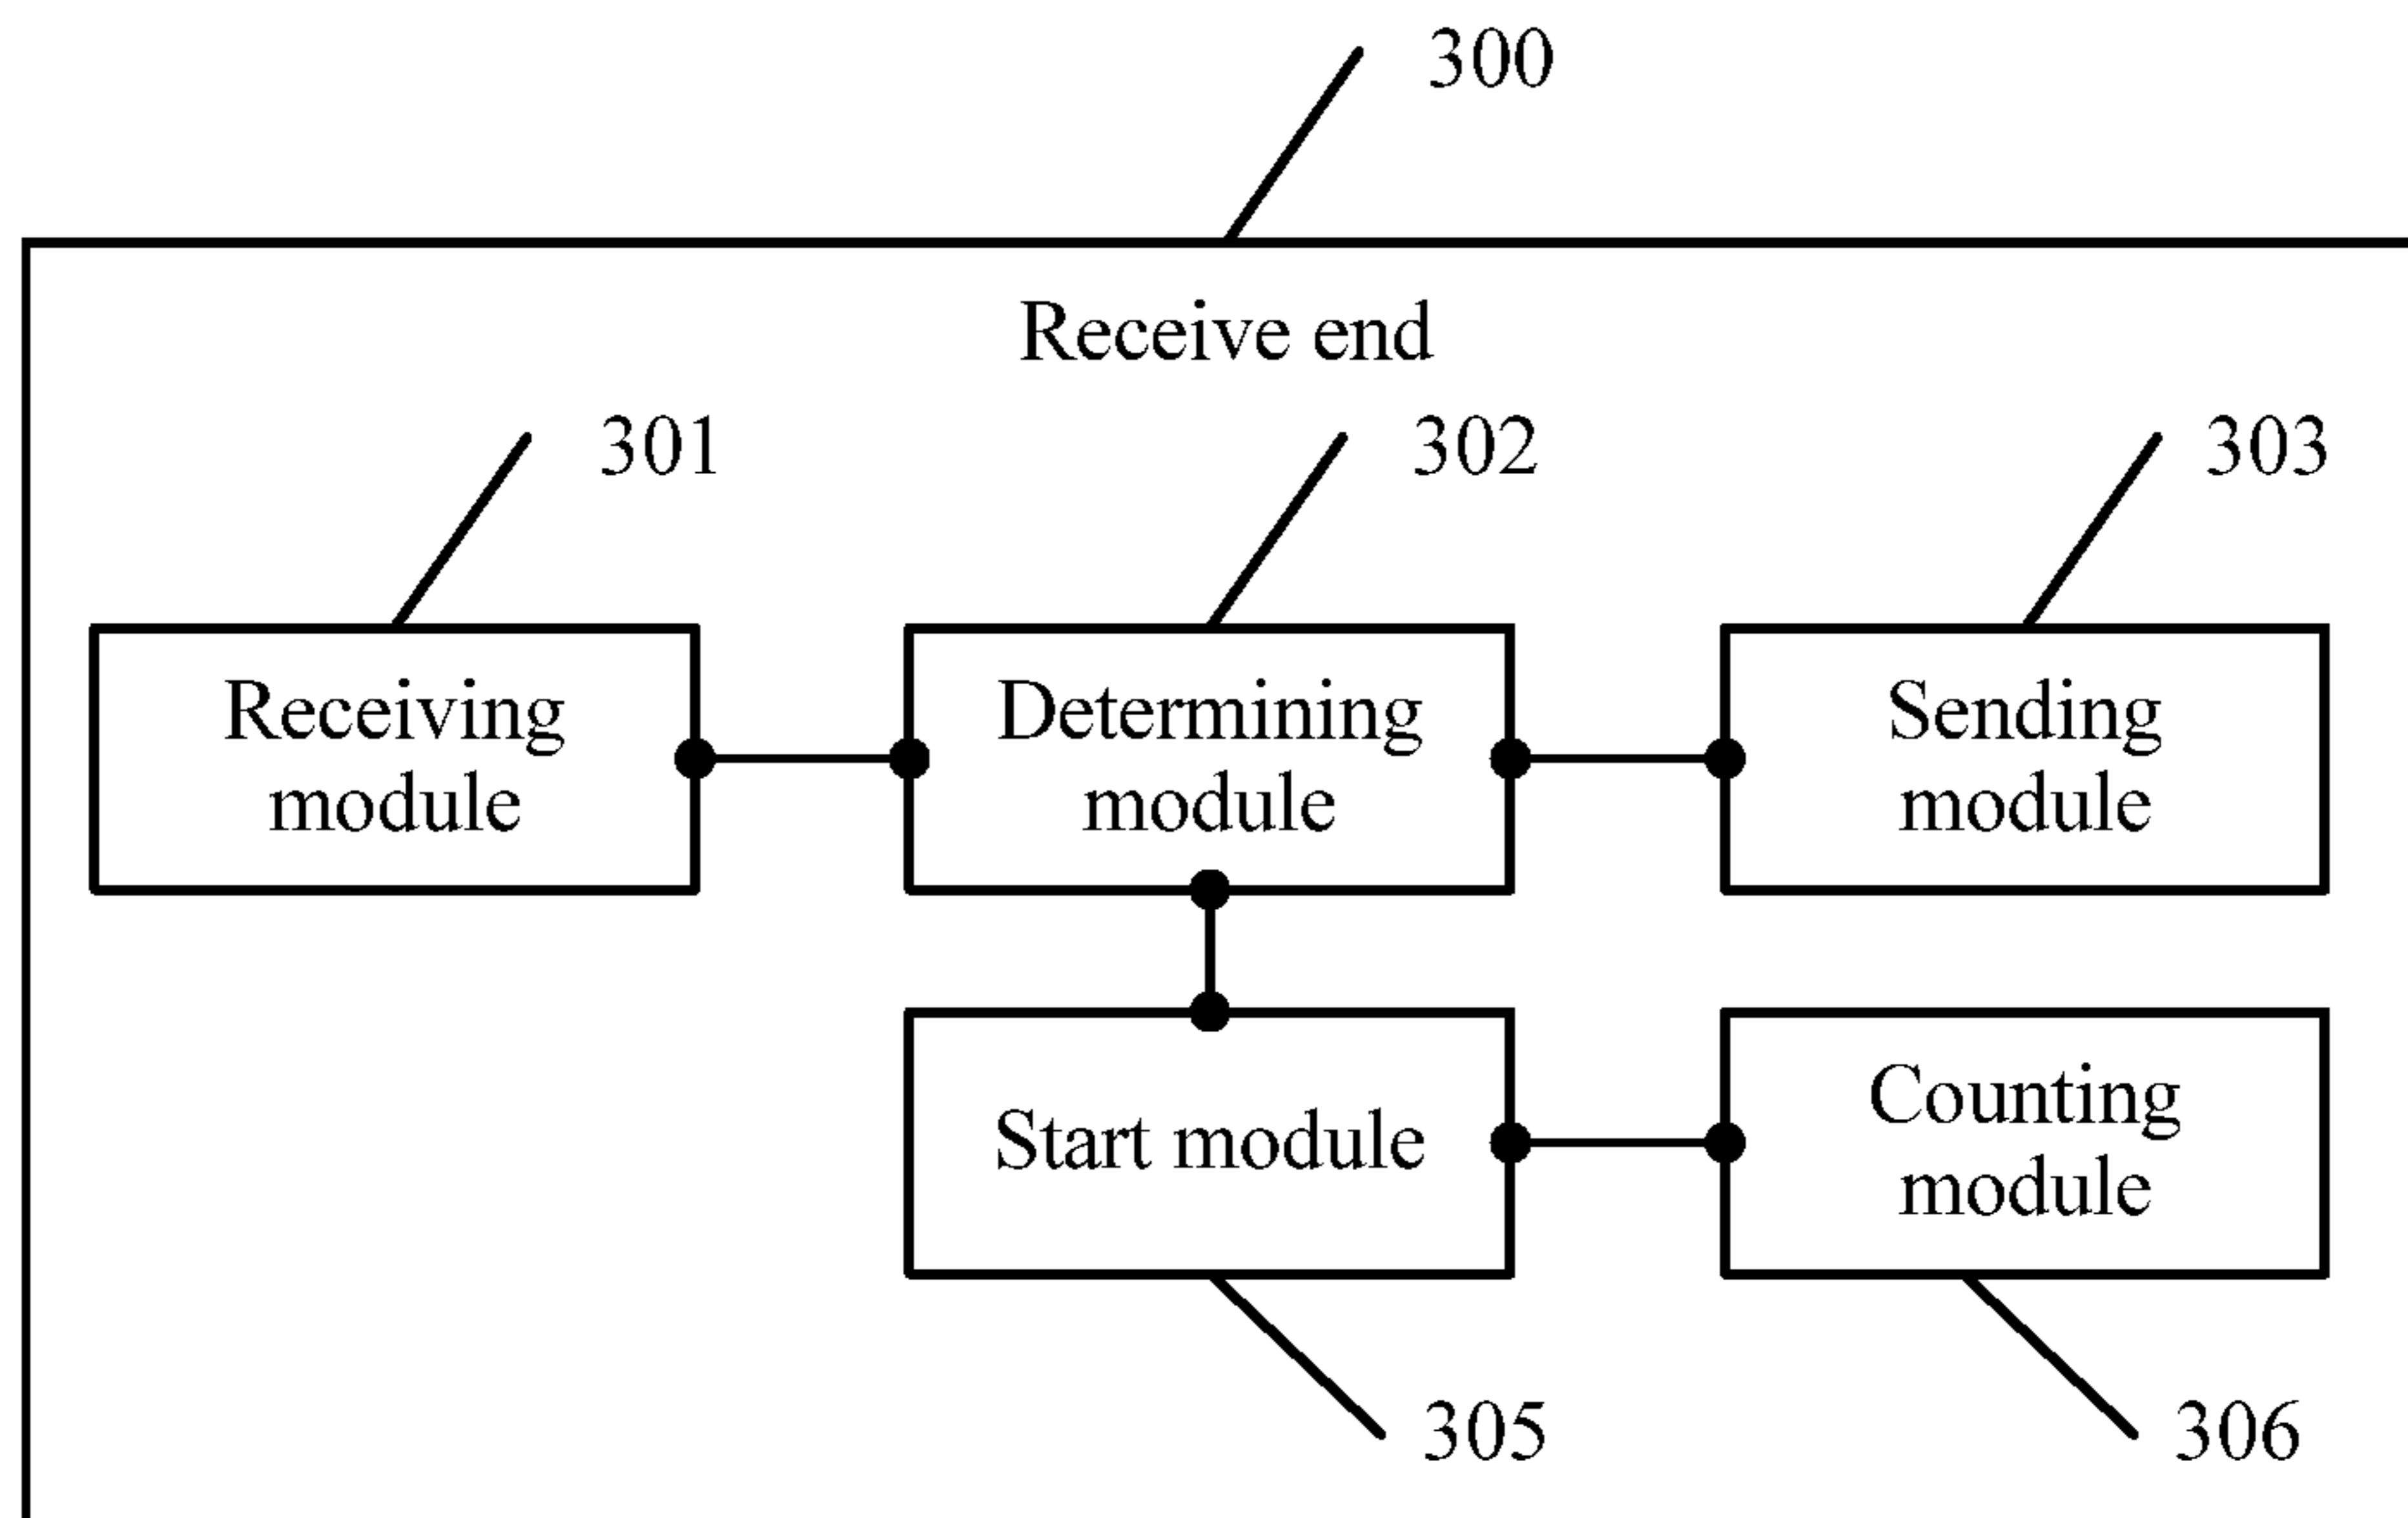 300
Receive end
301
302
303
Receiving
module
Determining
module
Sending
module
Start module
Counting
module
305
306